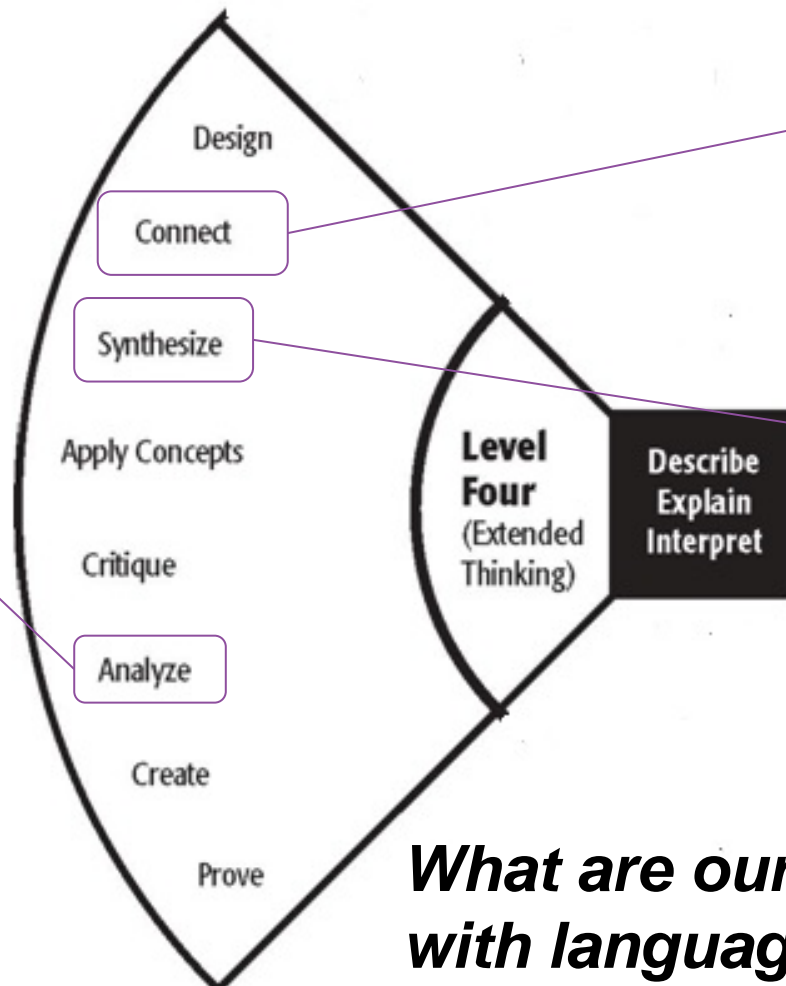 Design
Connect
Synthesize
Apply Concepts
Critique
Analyze
Create
Prove
Level
Four
(Extended
Thinking)
Describe
Explain
Interpret
What are our
with languag